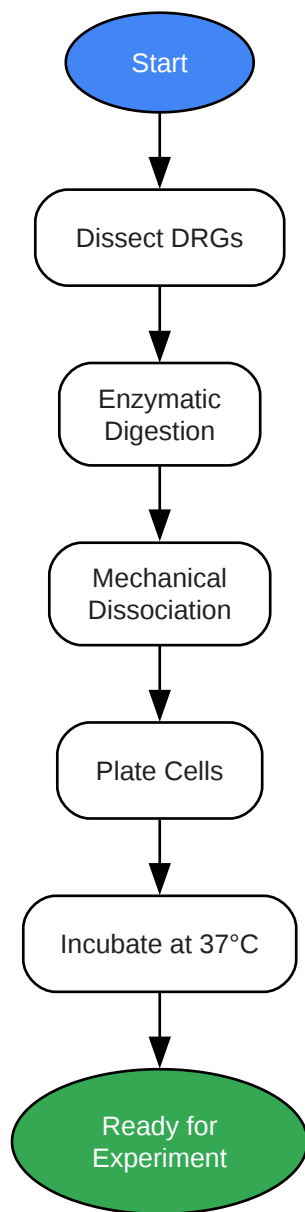 Start
Dissect DRGs
Enzymatic
Digestion
Mechanical
Dissociation
Plate Cells
Incubate at 37°C
Ready for
Experiment